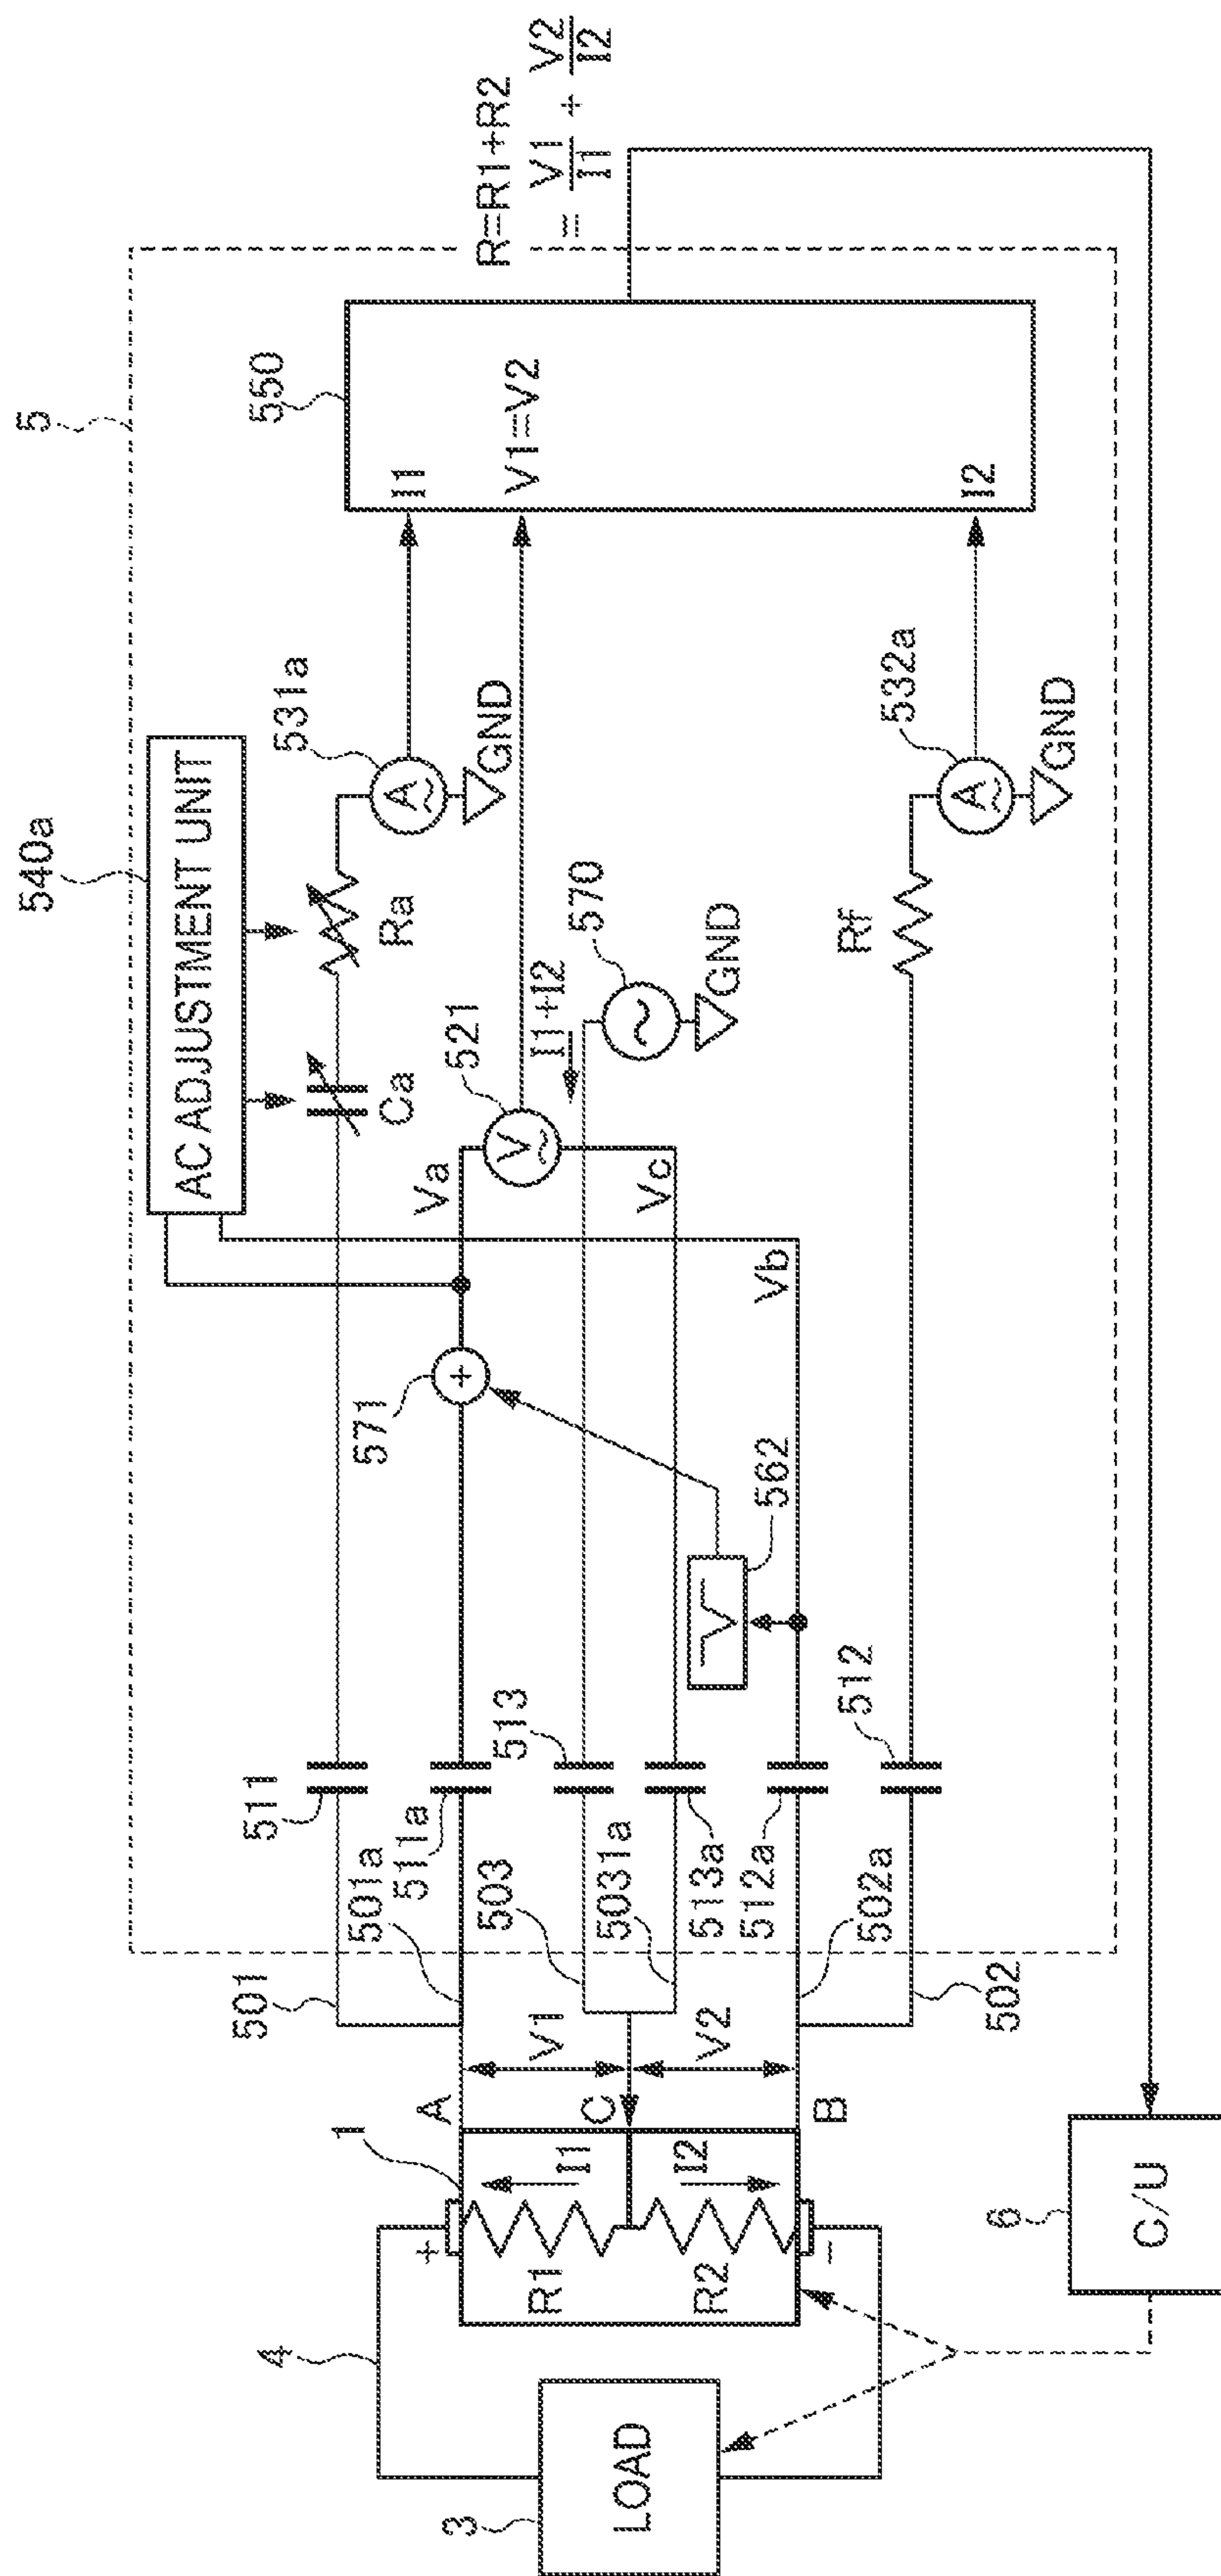 5
540a
AC ADJUSTMENT UNIT
550
R=R1+R2
= V1/I1 + V2/I2
531a
I1
Ra
A
GND
Ca
521
V
V1=V2
I1+I2
570
GND
Va
Vc
Vb
571
+
562
Rf
532a
A
GND
I2
511
511a
513
513a
512a
512
501
501a
503
5031a
502a
502
V1
V2
A
C
B
1
4
+
−
R1
R2
I1
I2
3
LOAD
6
C/U